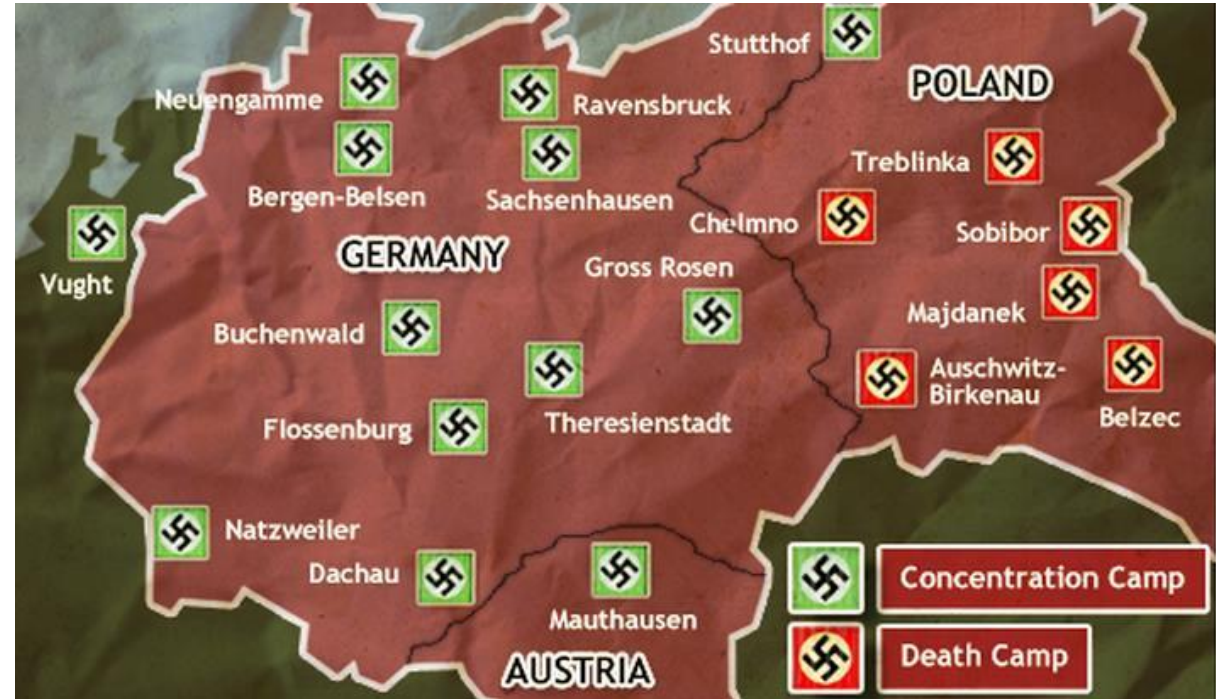 Stutthof
POLAND
Neuengamme
Ravensbruck
Treblinka
Bergen-Belsen
Sachsenhausen
Chelmno
Sobibor
GERMANY
Vught
Gross Rosen
Majdanek
Buchenwald
Auschwitz-
Birkenau
Belzec
Theresienstadt
Flossenburg
Natzweiler
Dachau
Concentration Camp
Mauthausen
Death Camp
AUSTRIA